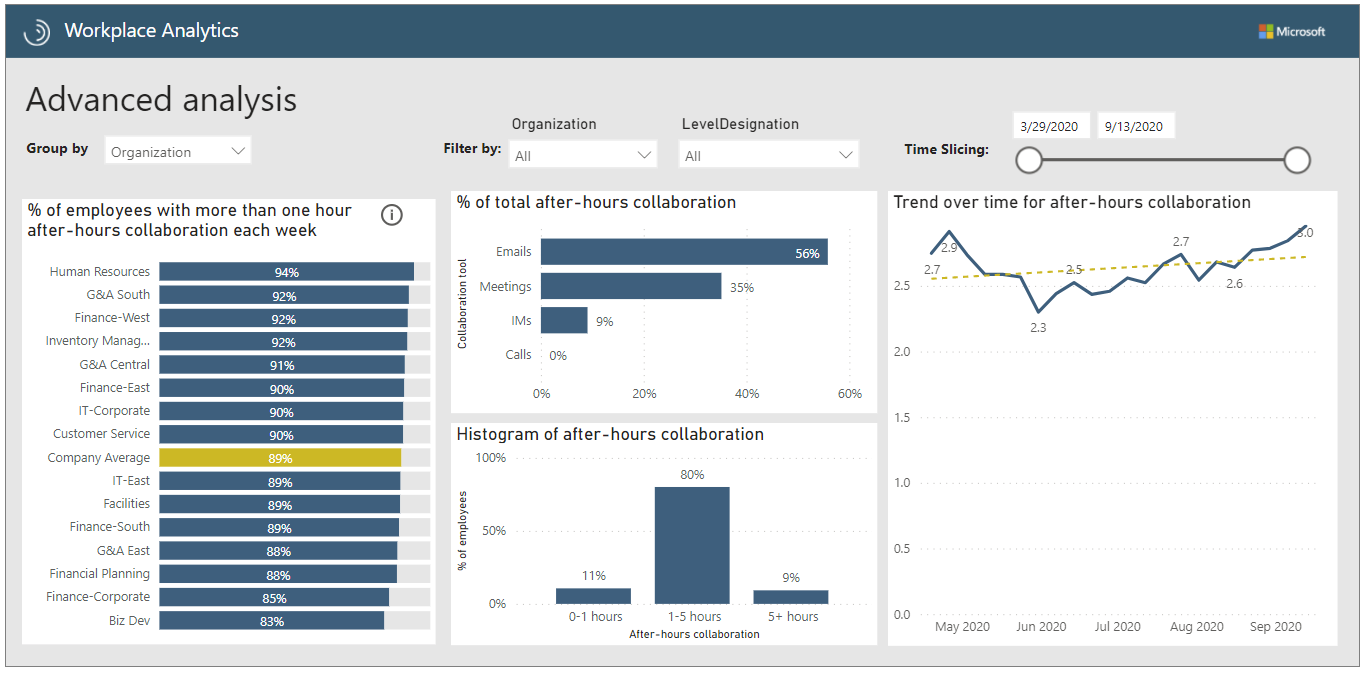 Workplace Analytics
Microsoft
Advanced analysis
Group by
Organization
Filter by:
Organization
All
LevelDesignation
All
Time Slicing:
3/29/2020
9/13/2020
% of employees with more than one hour
after-hours collaboration each week
Human Resources 94%
G&A South 92%
Finance-West 92%
Inventory Manag... 92%
G&A Central 91%
Finance-East 90%
IT-Corporate 90%
Customer Service 90%
Company Average 89%
IT-East 89%
Facilities 89%
Finance-South 89%
G&A East 88%
Financial Planning 88%
Finance-Corporate 85%
Biz Dev 83%
% of total after-hours collaboration
Collaboration tool
Emails 56%
Meetings 35%
IMs 9%
Calls 0%
0% 20% 40% 60%
Histogram of after-hours collaboration
% of employees
100%
50%
0%
11% 80% 9%
0-1 hours 1-5 hours 5+ hours
After-hours collaboration
Trend over time for after-hours collaboration
2.7 2.9 2.3 2.5 2.7 2.6 3.0
2.5
2.0
1.5
1.0
0.5
0.0
May 2020 Jun 2020 Jul 2020 Aug 2020 Sep 2020